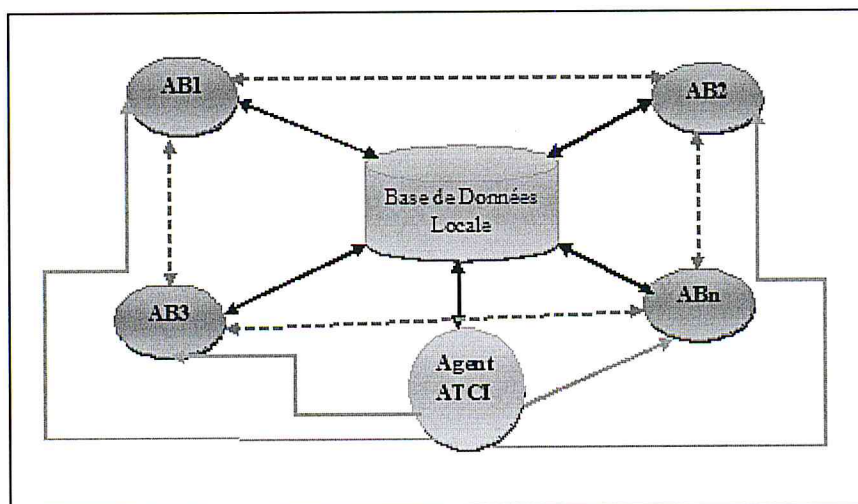 AB1
AB2
Base de Données
Locale
AB3
ABn
Agent
ATCI